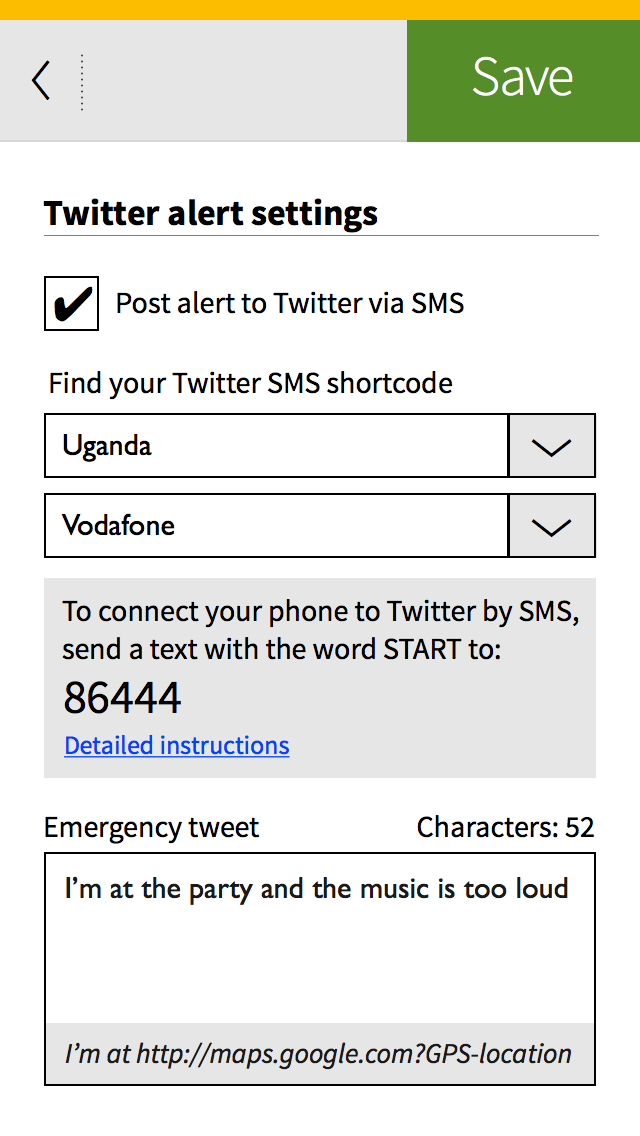 Save
Twitter alert settings
Post alert to Twitter via SMS
Find your Twitter SMS shortcode
Uganda
Vodafone
To connect your phone to Twitter by SMS,
send a text with the word START to:
86444
Detailed instructions
Emergency tweet Characters: 52
I’m at the party and the music is too loud
I’m at http://maps.google.com?GPS-location